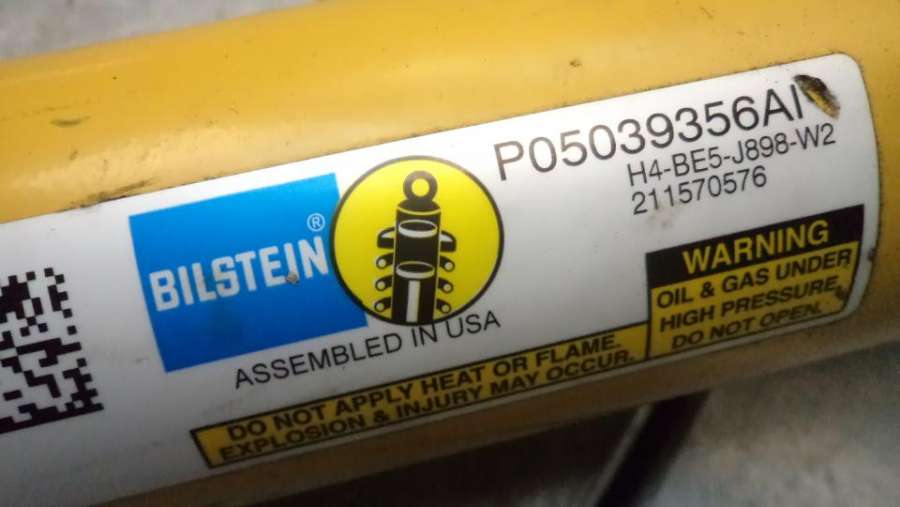 P05039356AI
H4-BE5-J898-W2
211570576
BILSTEIN®
ASSEMBLED IN USA
WARNING
OIL & GAS UNDER
HIGH PRESSURE.
DO NOT OPEN.
DO NOT APPLY HEAT OR FLAME.
EXPLOSION & INJURY MAY OCCUR.